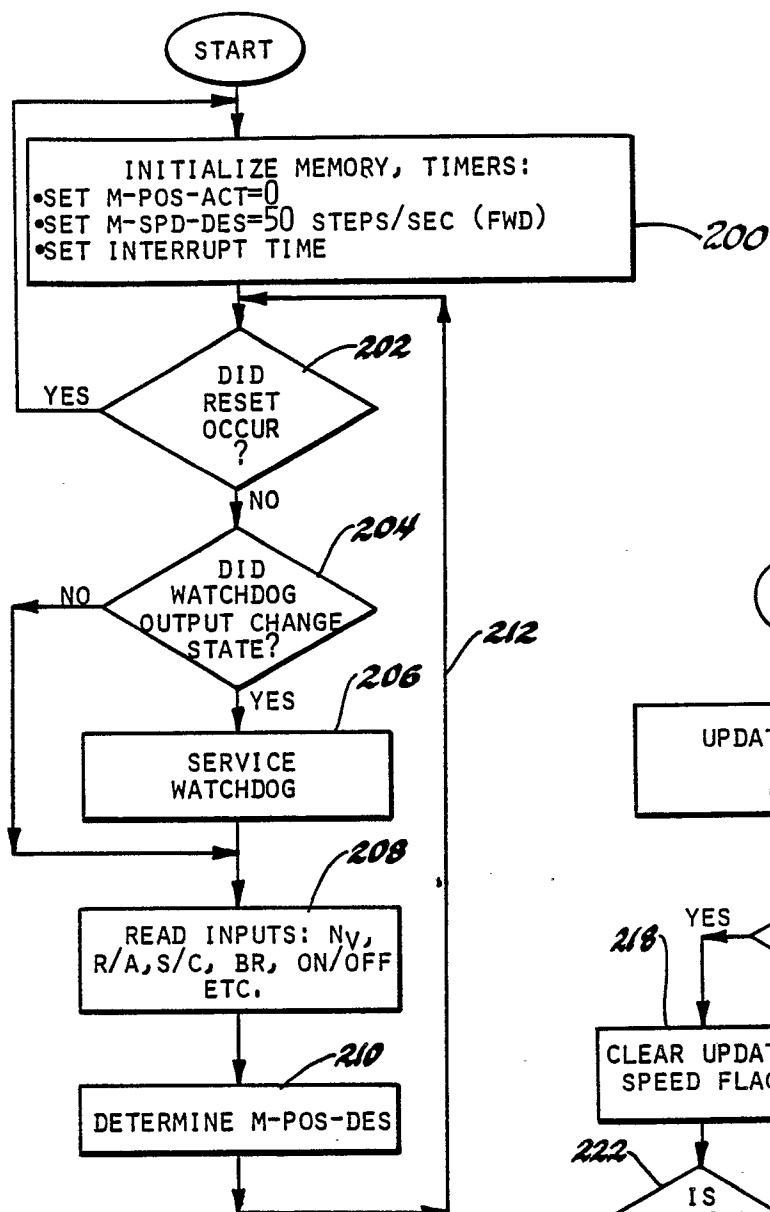 START
INITIALIZE MEMORY, TIMERS:
•SET M-POS-ACT=0
•SET M-SPD-DES=50 STEPS/SEC (FWD)
•SET INTERRUPT TIME
200
202
DID
RESET
OCCUR
?
YES
NO
204
DID
WATCHDOG
OUTPUT CHANGE
STATE?
NO
YES
212
206
SERVICE
WATCHDOG
208
READ INPUTS: NV,
R/A,S/C, BR, ON/OFF
ETC.
210
DETERMINE M-POS-DES
UPDAT
YES
218
CLEAR UPDAT
SPEED FLAG
222
IS